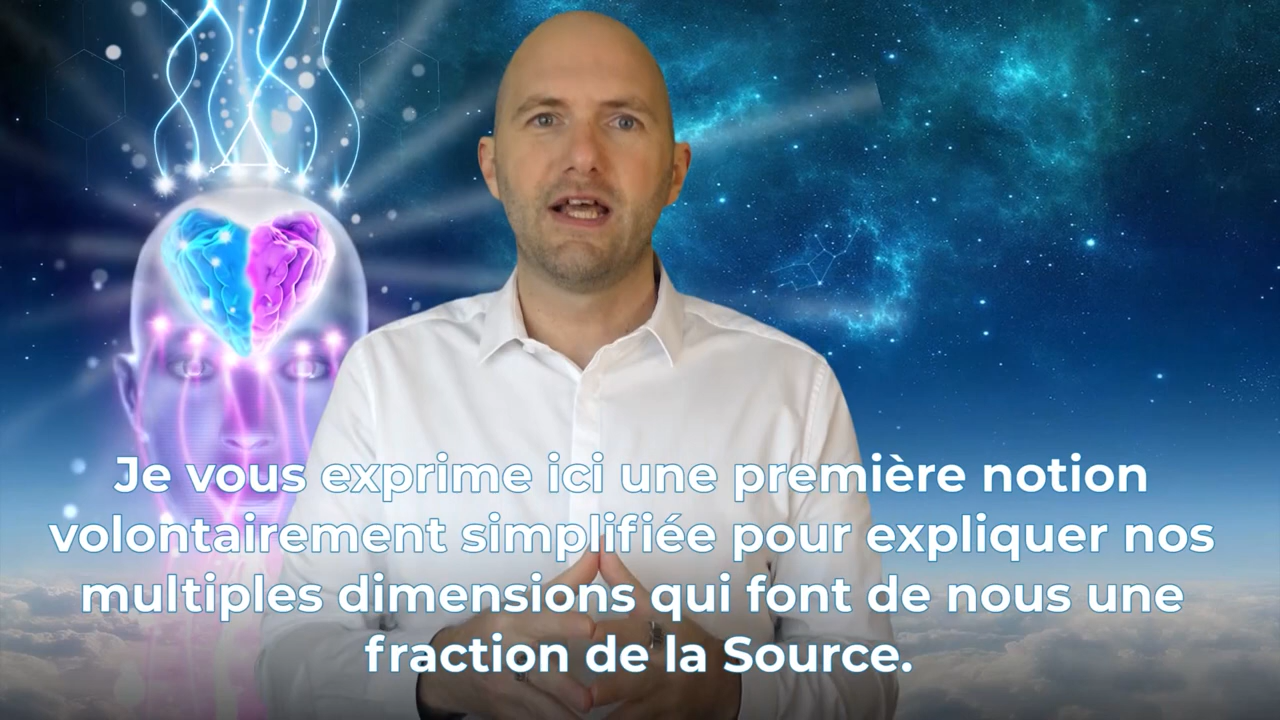 Je vous exprime ici une première notion
volontairement simplifiée pour expliquer nos
multiples dimensions qui font de nous une
fraction de la Source.